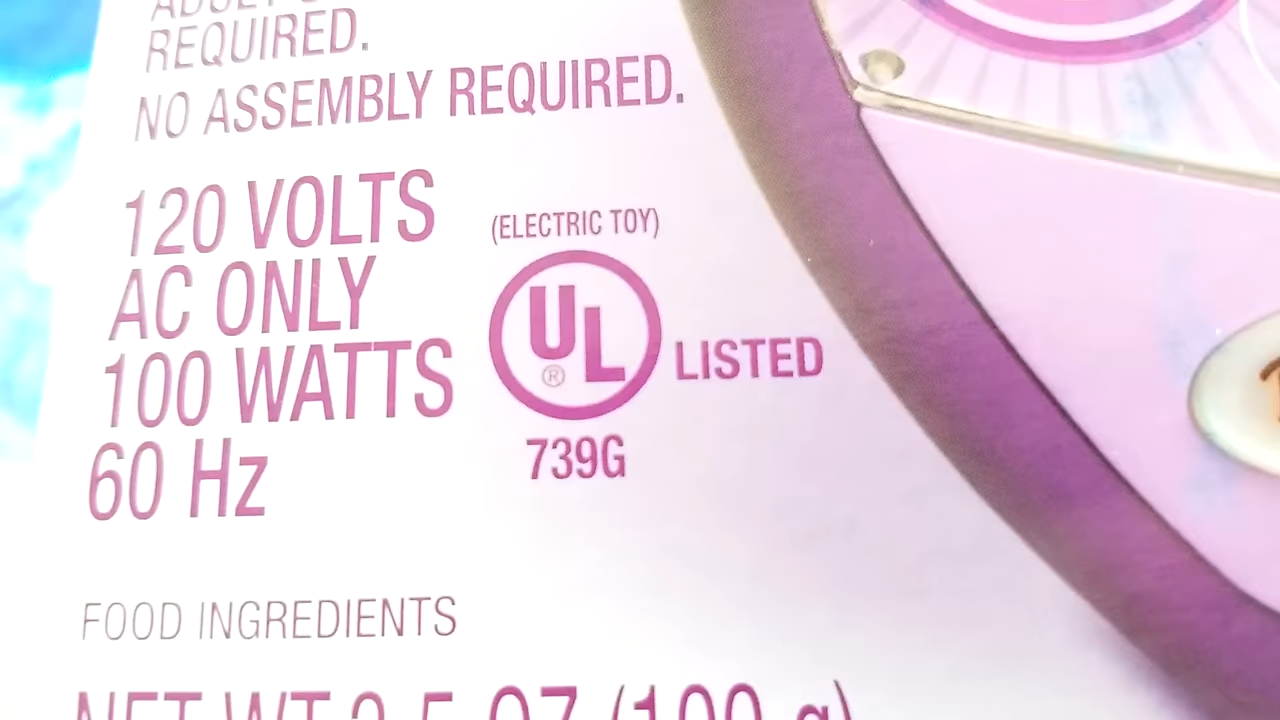 REQUIRED.
NO ASSEMBLY REQUIRED.
120 VOLTS
AC ONLY
100 WATTS
60 Hz
(ELECTRIC TOY)
UL
®
LISTED
739G
FOOD INGREDIENTS
NET WT 3.5 OZ (100 g)